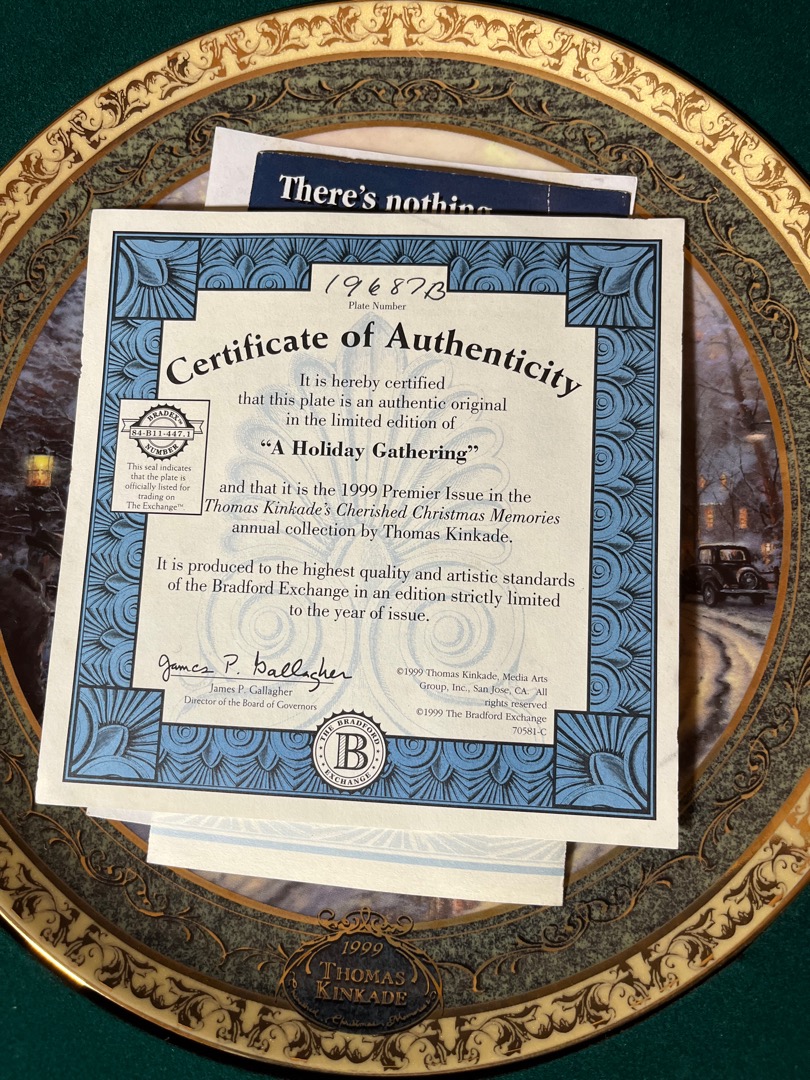 There's nothing
19687B
Plate Number
Certificate of Authenticity
It is hereby certified
that this plate is an authentic original
in the limited edition of
“A Holiday Gathering”
BRADEX™
84-B11-447.1
NUMBER
This seal indicates
that the plate is
officially listed for
trading on
The Exchange™
and that it is the 1999 Premier Issue in the
Thomas Kinkade's Cherished Christmas Memories
annual collection by Thomas Kinkade.
It is produced to the highest quality and artistic standards
of the Bradford Exchange in an edition strictly limited
to the year of issue.
James P. Gallagher
James P. Gallagher
Director of the Board of Governors
©1999 Thomas Kinkade, Media Arts
Group, Inc., San Jose, CA. All
rights reserved
©1999 The Bradford Exchange
70581-C
THE BRADFORD
B
EXCHANGE
1999
THOMAS
KINKADE
Christmas